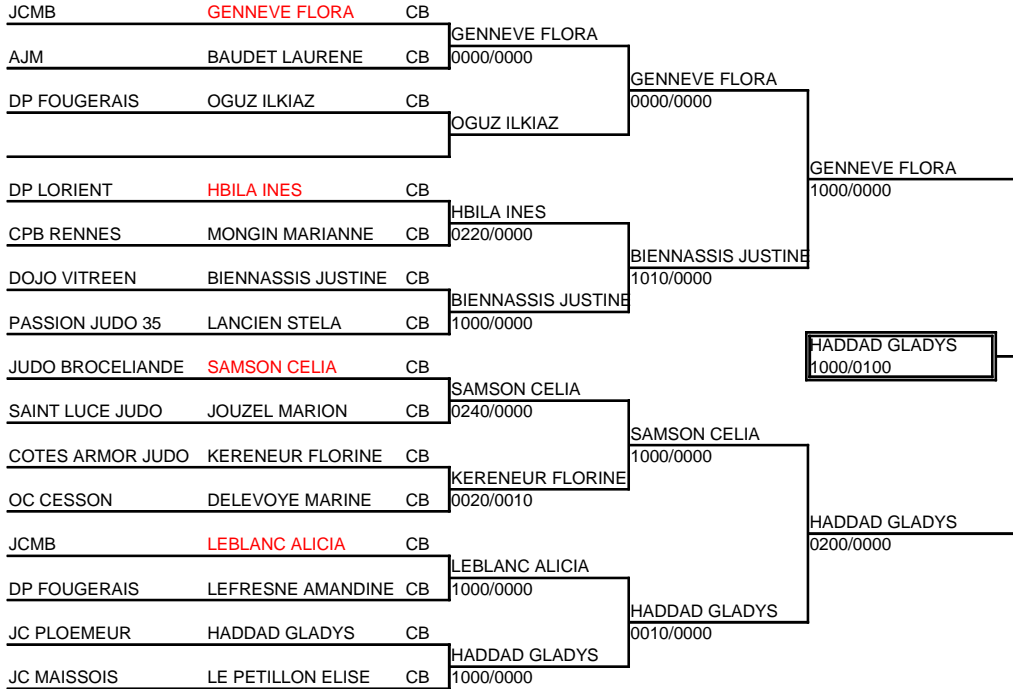 JCMB GENNEVE FLORA CB
GENNEVE FLORA
AJM BAUDET LAURENE CB 0000/0000
GENNEVE FLORA
DP FOUGERAIS OGUZ ILKIAZ CB 0000/0000
OGUZ ILKIAZ
GENNEVE FLORA
DP LORIENT HBILA INES CB 1000/0000
HBILA INES
CPB RENNES MONGIN MARIANNE CB 0220/0000
BIENNASSIS JUSTINE
DOJO VITREEN BIENNASSIS JUSTINE CB 1010/0000
BIENNASSIS JUSTINE
PASSION JUDO 35 LANCIEN STELA CB 1000/0000
HADDAD GLADYS
JUDO BROCELIANDE SAMSON CELIA CB 1000/0100
SAMSON CELIA
SAINT LUCE JUDO JOUZEL MARION CB 0240/0000
SAMSON CELIA
COTES ARMOR JUDO KERENEUR FLORINE CB 1000/0000
KERENEUR FLORINE
OC CESSON DELEVOYE MARINE CB 0020/0010
HADDAD GLADYS
JCMB LEBLANC ALICIA CB 0200/0000
LEBLANC ALICIA
DP FOUGERAIS LEFRESNE AMANDINE CB 1000/0000
HADDAD GLADYS
JC PLOEMEUR HADDAD GLADYS CB 0010/0000
HADDAD GLADYS
JC MAISSOIS LE PETILLON ELISE CB 1000/0000